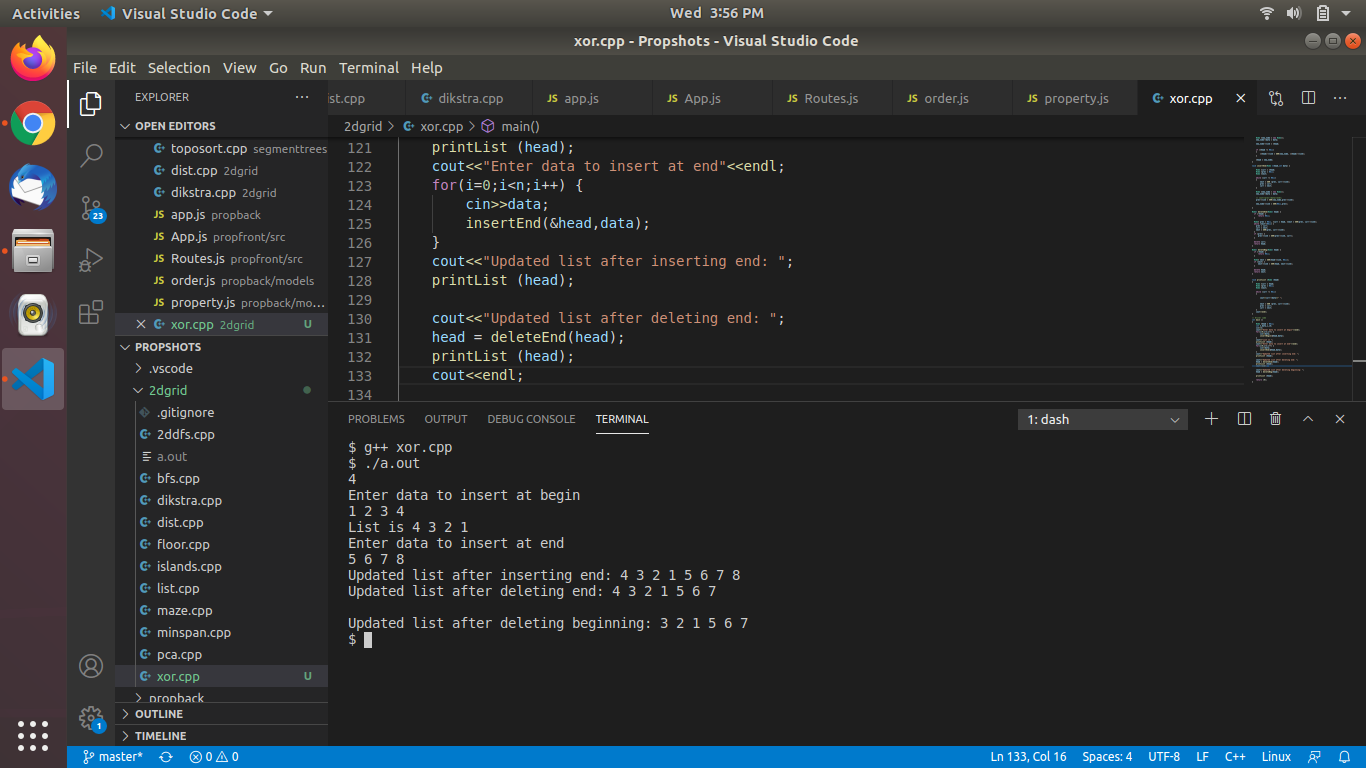 Activities Visual Studio Code Wed 3:56 PM
xor.cpp - Propshots - Visual Studio Code
File Edit Selection View Go Run Terminal Help
EXPLORER ···
OPEN EDITORS
toposort.cpp segmenttrees
dist.cpp 2dgrid
dikstra.cpp 2dgrid
JS app.js propback
JS App.js propfront/src
JS Routes.js propfront/src
JS order.js propback/models
JS property.js propback/mo...
xor.cpp 2dgrid U
PROPSHOTS
.vscode
2dgrid
.gitignore
2ddfs.cpp
a.out
bfs.cpp
dikstra.cpp
dist.cpp
floor.cpp
islands.cpp
list.cpp
maze.cpp
minspan.cpp
pca.cpp
xor.cpp U
propback
OUTLINE
TIMELINE
23
1
st.cpp dikstra.cpp JS app.js JS App.js JS Routes.js JS order.js JS property.js xor.cpp
2dgrid > xor.cpp > main()
121 printList (head);
122 cout<<"Enter data to insert at end"<<endl;
123 for(i=0;i<n;i++) {
124 cin>>data;
125 insertEnd(&head,data);
126 }
127 cout<<"Updated list after inserting end: ";
128 printList (head);
129
130 cout<<"Updated list after deleting end: ";
131 head = deleteEnd(head);
132 printList (head);
133 cout<<endl;
134
PROBLEMS OUTPUT DEBUG CONSOLE TERMINAL 1: dash
$ g++ xor.cpp
$ ./a.out
4
Enter data to insert at begin
1 2 3 4
List is 4 3 2 1
Enter data to insert at end
5 6 7 8
Updated list after inserting end: 4 3 2 1 5 6 7 8
Updated list after deleting end: 4 3 2 1 5 6 7
Updated list after deleting beginning: 3 2 1 5 6 7
$
master* 0 0 Ln 133, Col 16 Spaces: 4 UTF-8 LF C++ Linux